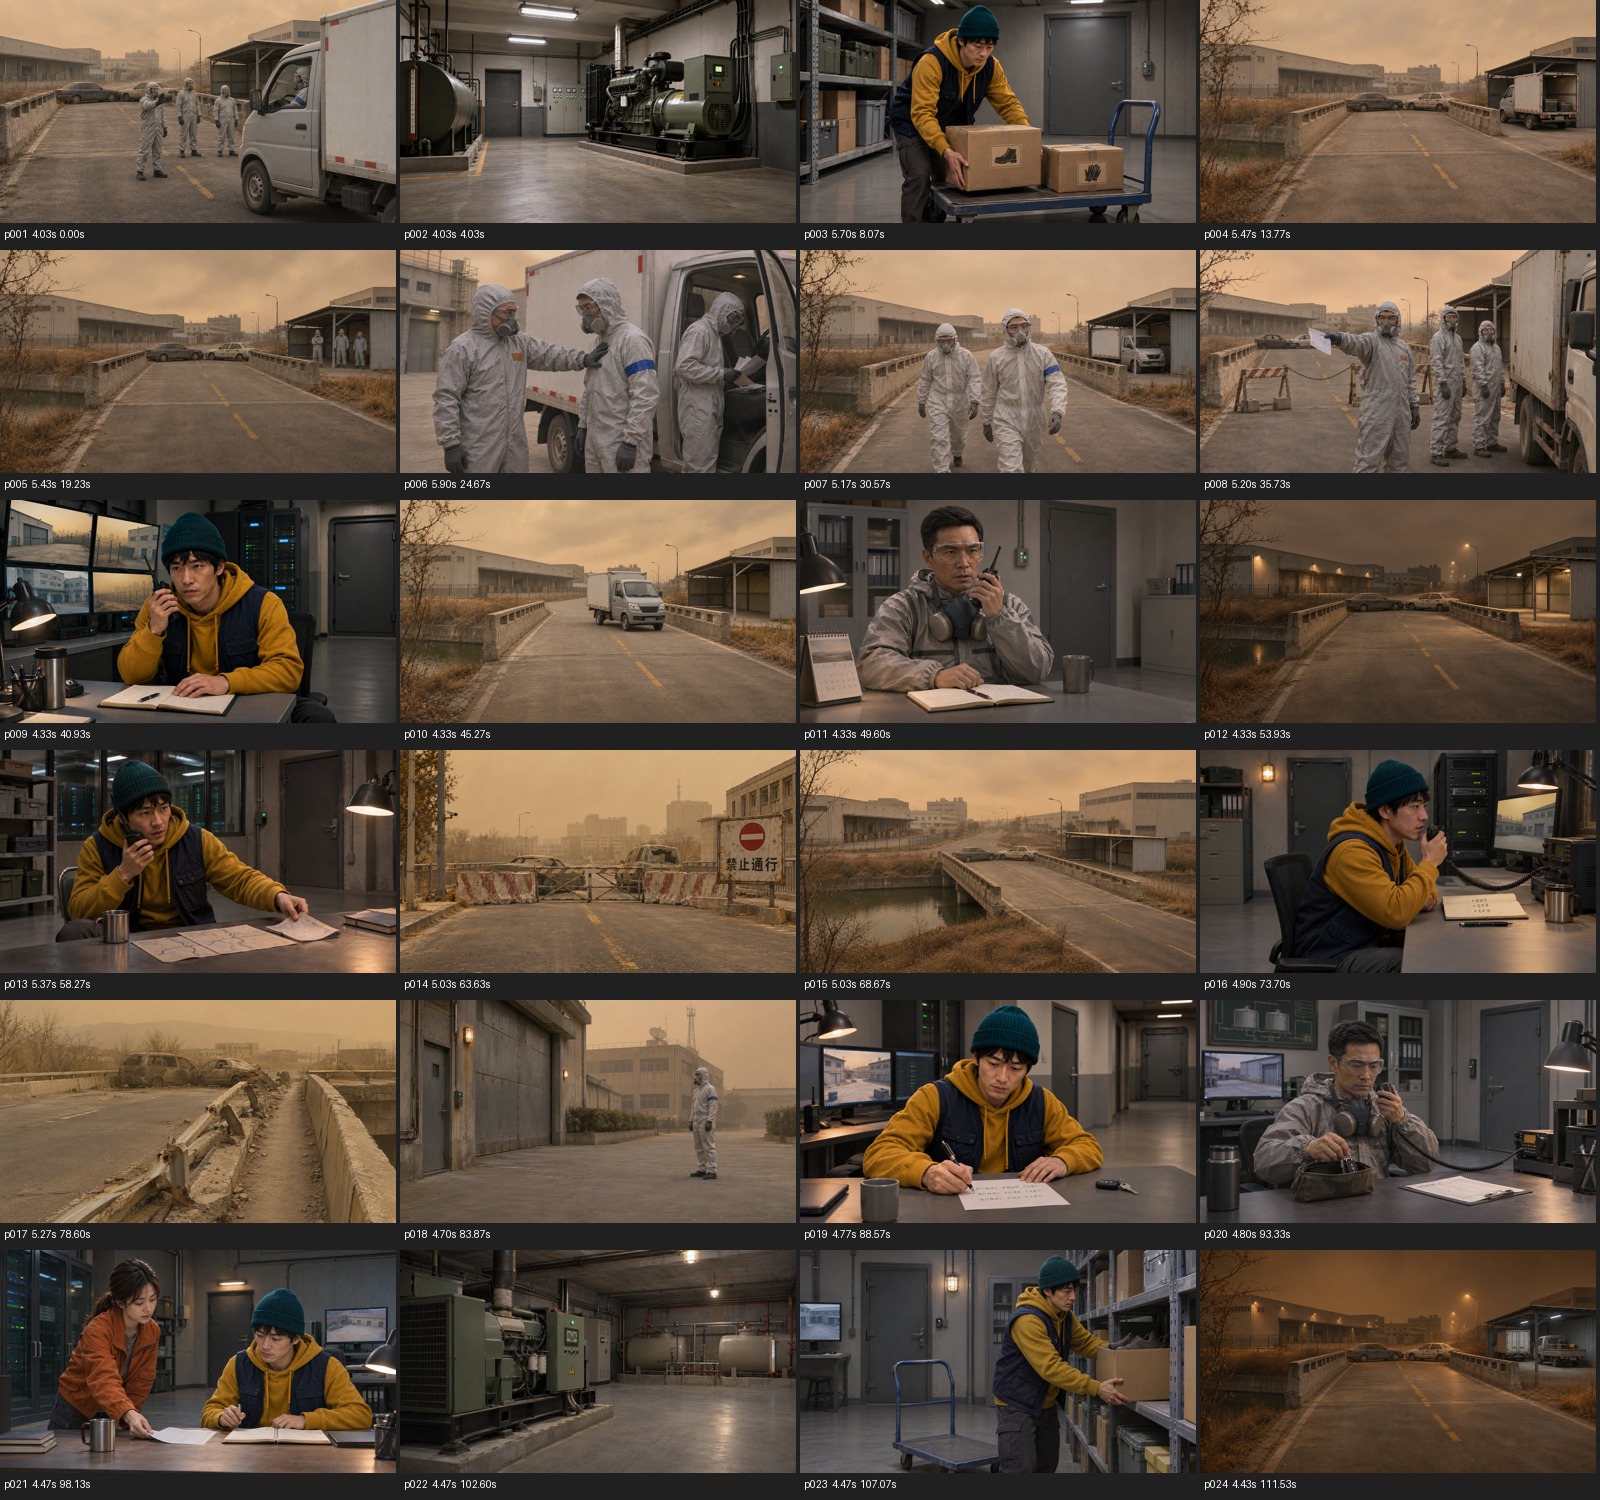 p001 4.03s 0.00s
p002 4.03s 4.03s
p003 5.70s 8.07s
p004 5.47s 13.77s
p005 5.43s 19.23s
p006 5.90s 24.67s
p007 5.17s 30.57s
p008 5.20s 35.73s
p009 4.33s 40.93s
p010 4.33s 45.27s
p011 4.33s 49.60s
p012 4.33s 53.93s
禁止通行
p013 5.37s 58.27s
p014 5.03s 63.63s
p015 5.03s 68.67s
p016 4.90s 73.70s
p017 5.27s 78.60s
p018 4.70s 83.87s
p019 4.77s 88.57s
p020 4.80s 93.33s
p021 4.47s 98.13s
p022 4.47s 102.60s
p023 4.47s 107.07s
p024 4.43s 111.53s